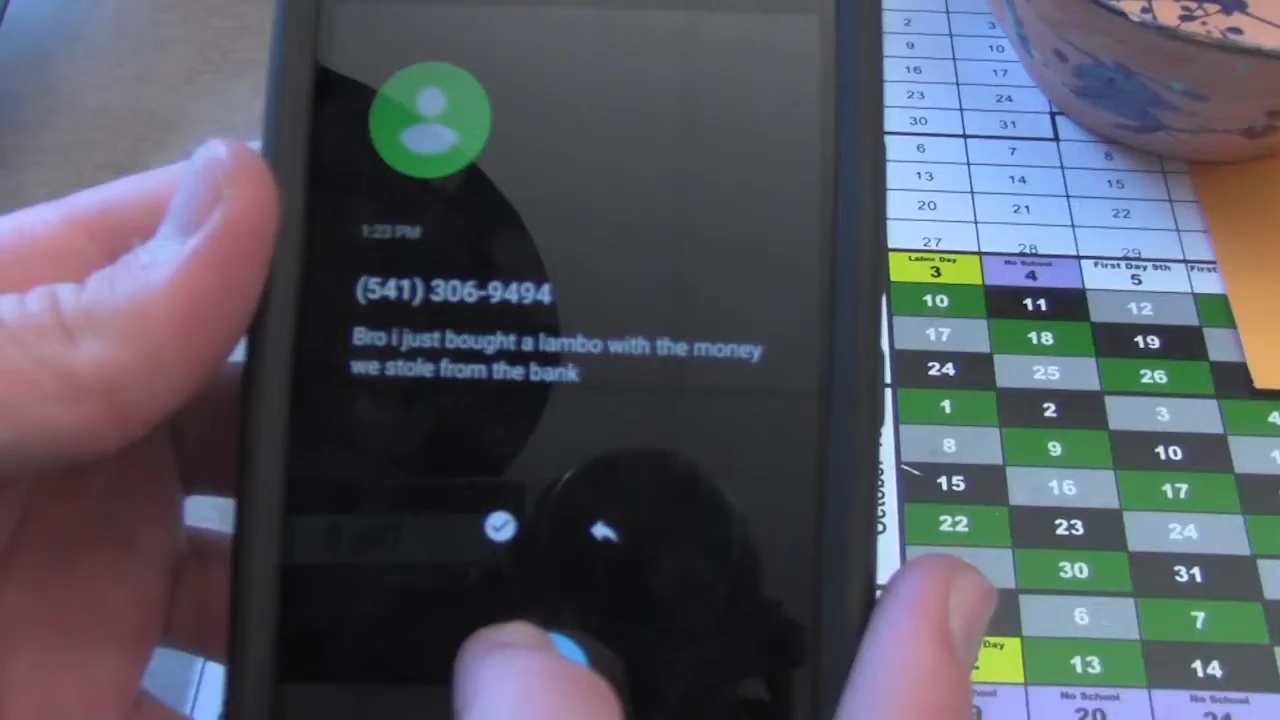 1:23 PM
(541) 306-9494
Bro i just bought a lambo with the money
we stole from the bank
2 3
9 10
16 17
23 24
30 31
6 7 8
13 14 15
20 21 22
27 28 29
Labor Day No School First Day 9th First
3 4 5
10 11 12
17 18 19
24 25 26
1 2 3 4
8 9 10
15 16 17
22 23 24
30 31
6 7
Day
13 14
No School No School
20 21